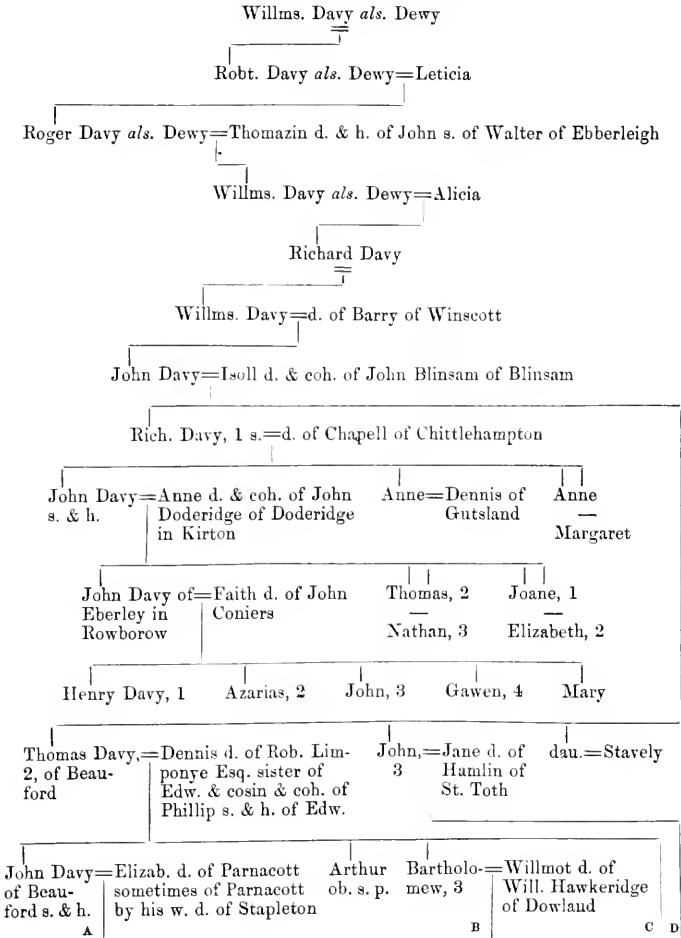 Willms. Davy als. Dewy
Robt. Davy als. Dewy=Leticia
Roger Davy als. Dewy=Thomazin d. & h. of John s. of Walter of Ebberleigh
Willms. Davy als. Dewy=Alicia
Richard Davy
Willms. Davy=d. of Barry of Winscott
John Davy=Isoll d. & coh. of John Blinsam of Blinsam
Rich. Davy, 1 s.=d. of Chapell of Chittlehampton
John Davy=Anne d. & coh. of John
s. & h.
Doderidge of Doderidge
in Kirton
Anne=Dennis of
Gutsland
Anne
—
Margaret
John Davy of=Faith d. of John
Eberley in
Rowborow
Coniers
Thomas, 2
—
Nathan, 3
Joane, 1
—
Elizabeth, 2
Henry Davy, 1
Azarias, 2
John, 3
Gawen, 4
Mary
Thomas Davy,=Dennis d. of Rob. Lim-
2, of Beau-
ford
ponye Esq. sister of
Edw. & cosin & coh. of
Phillip s. & h. of Edw.
John,=Jane d. of
3
Hamlin of
St. Toth
dau.=Stavely
John Davy=Elizab. d. of Parnacott
of Beau-
ford s. & h.
sometimes of Parnacott
by his w. d. of Stapleton
Arthur
ob. s. p.
Bartholo-=Willmot d. of
mew, 3
Will. Hawkeridge
of Dowland
A
B
C
D